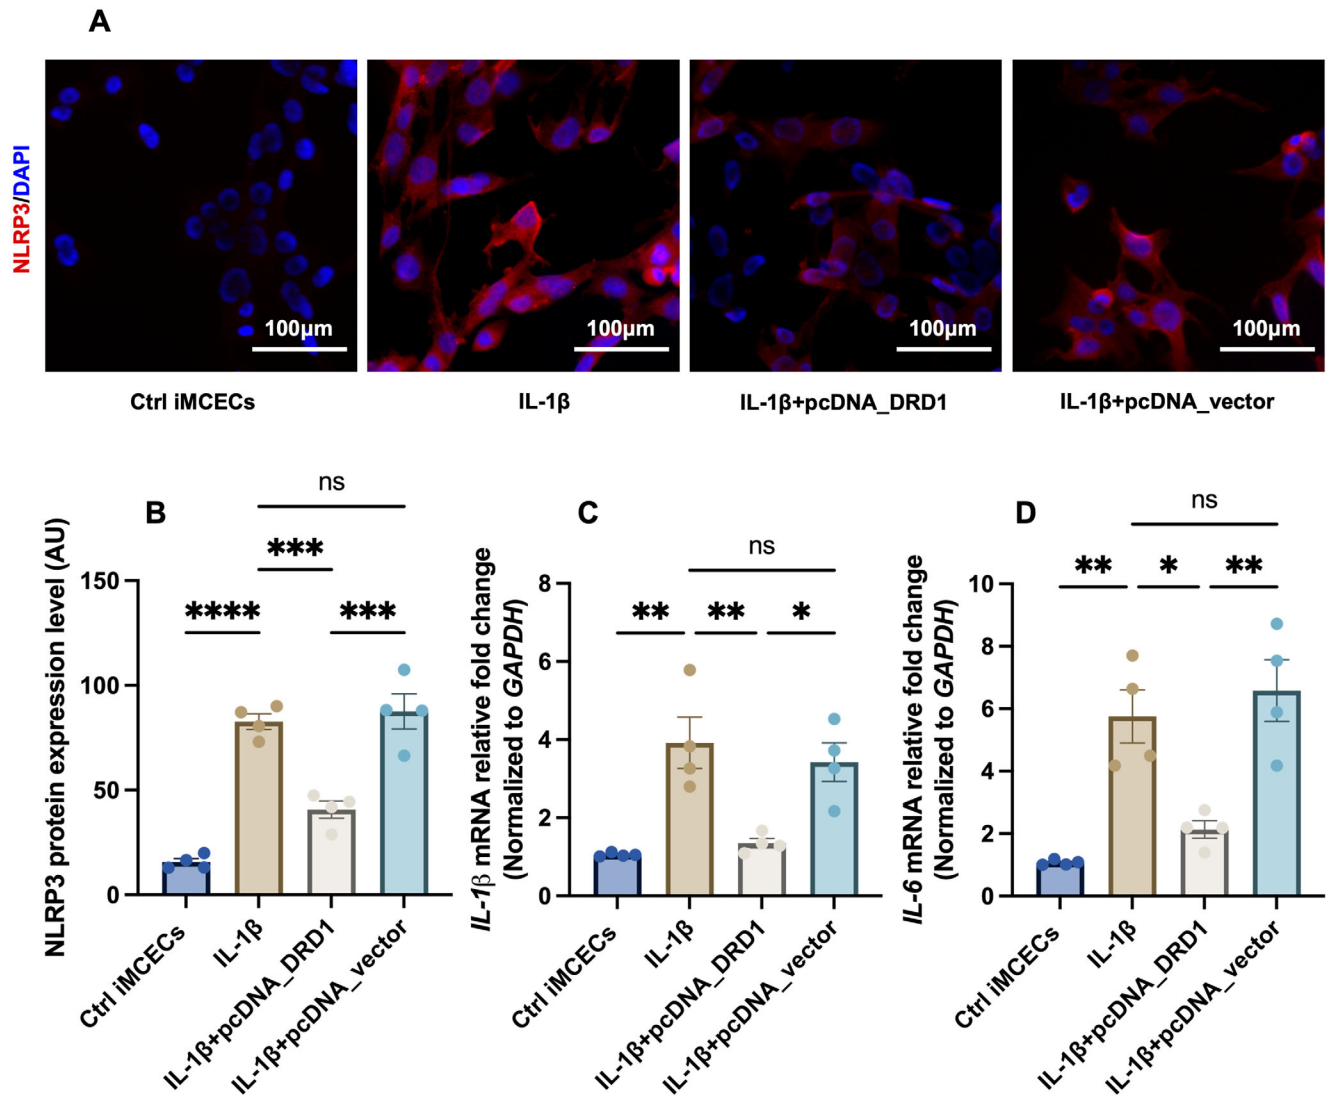 A
NLRP3/DAPI
100μm
100μm
100μm
100μm
Ctrl iMCECs
IL-1β
IL-1β+pcDNA_DRD1
IL-1β+pcDNA_vector
B
NLRP3 protein expression level (AU)
150
100
50
0
ns
***
****
***
Ctrl iMCECs
IL-1β
IL-1β+pcDNA_DRD1
IL-1β+pcDNA_vector
C
IL-1β mRNA relative fold change
(Normalized to GAPDH)
8
6
4
2
0
ns
**
**
*
Ctrl iMCECs
IL-1β
IL-1β+pcDNA_DRD1
IL-1β+pcDNA_vector
D
IL-6 mRNA relative fold change
(Normalized to GAPDH)
10
8
6
4
2
0
ns
**
*
**
Ctrl iMCECs
IL-1β
IL-1β+pcDNA_DRD1
IL-1β+pcDNA_vector